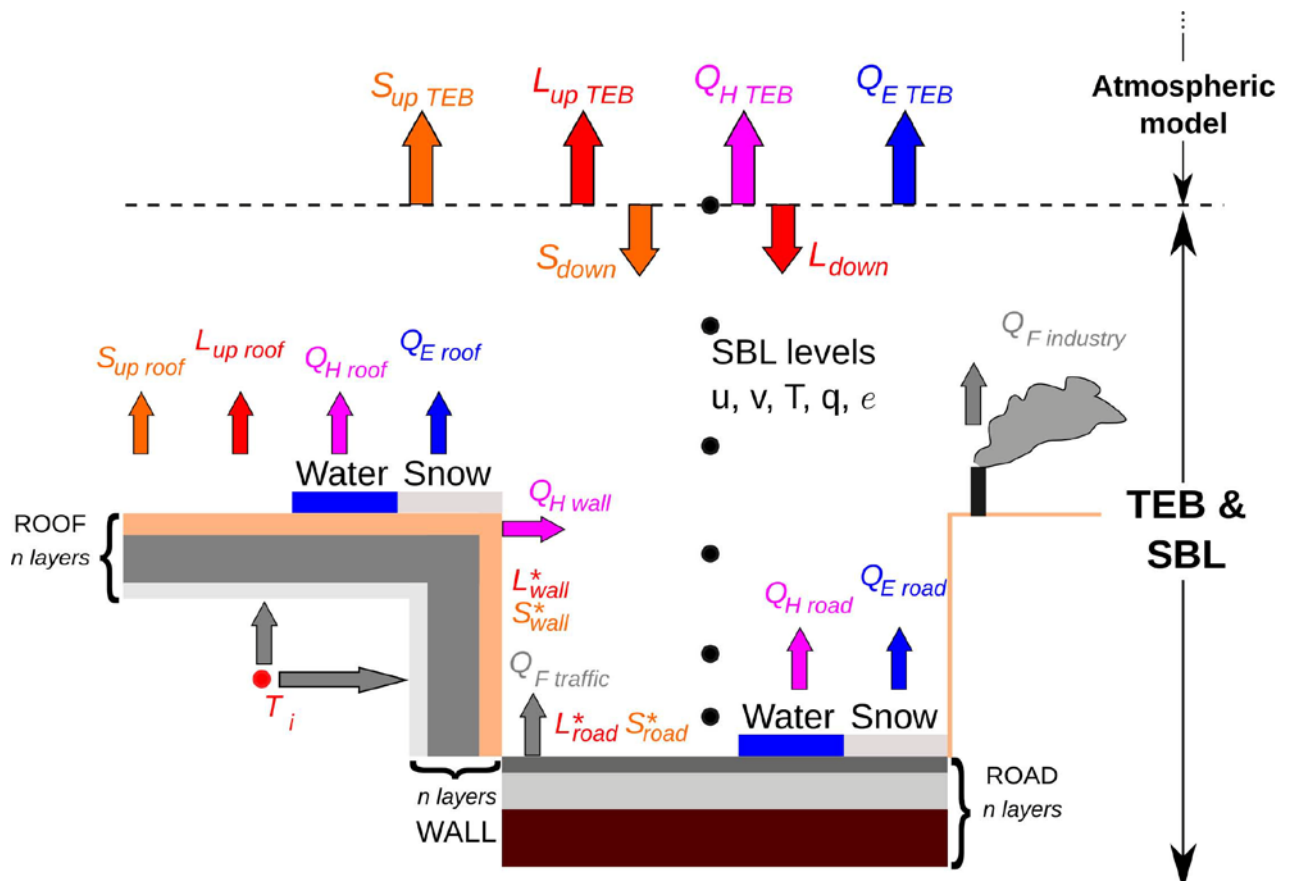 S up TEB
L up TEB
Q H TEB
Q E TEB
Atmospheric
model
S down
L down
S up roof
L up roof
Q H roof
Q E roof
SBL levels
u, v, T, q, e
Q F industry
Water Snow
Q H wall
ROOF
n layers
TEB &
SBL
L* wall
S* wall
Q H road
Q E road
Q F traffic
T i
L* road S* road
Water Snow
n layers
WALL
ROAD
n layers